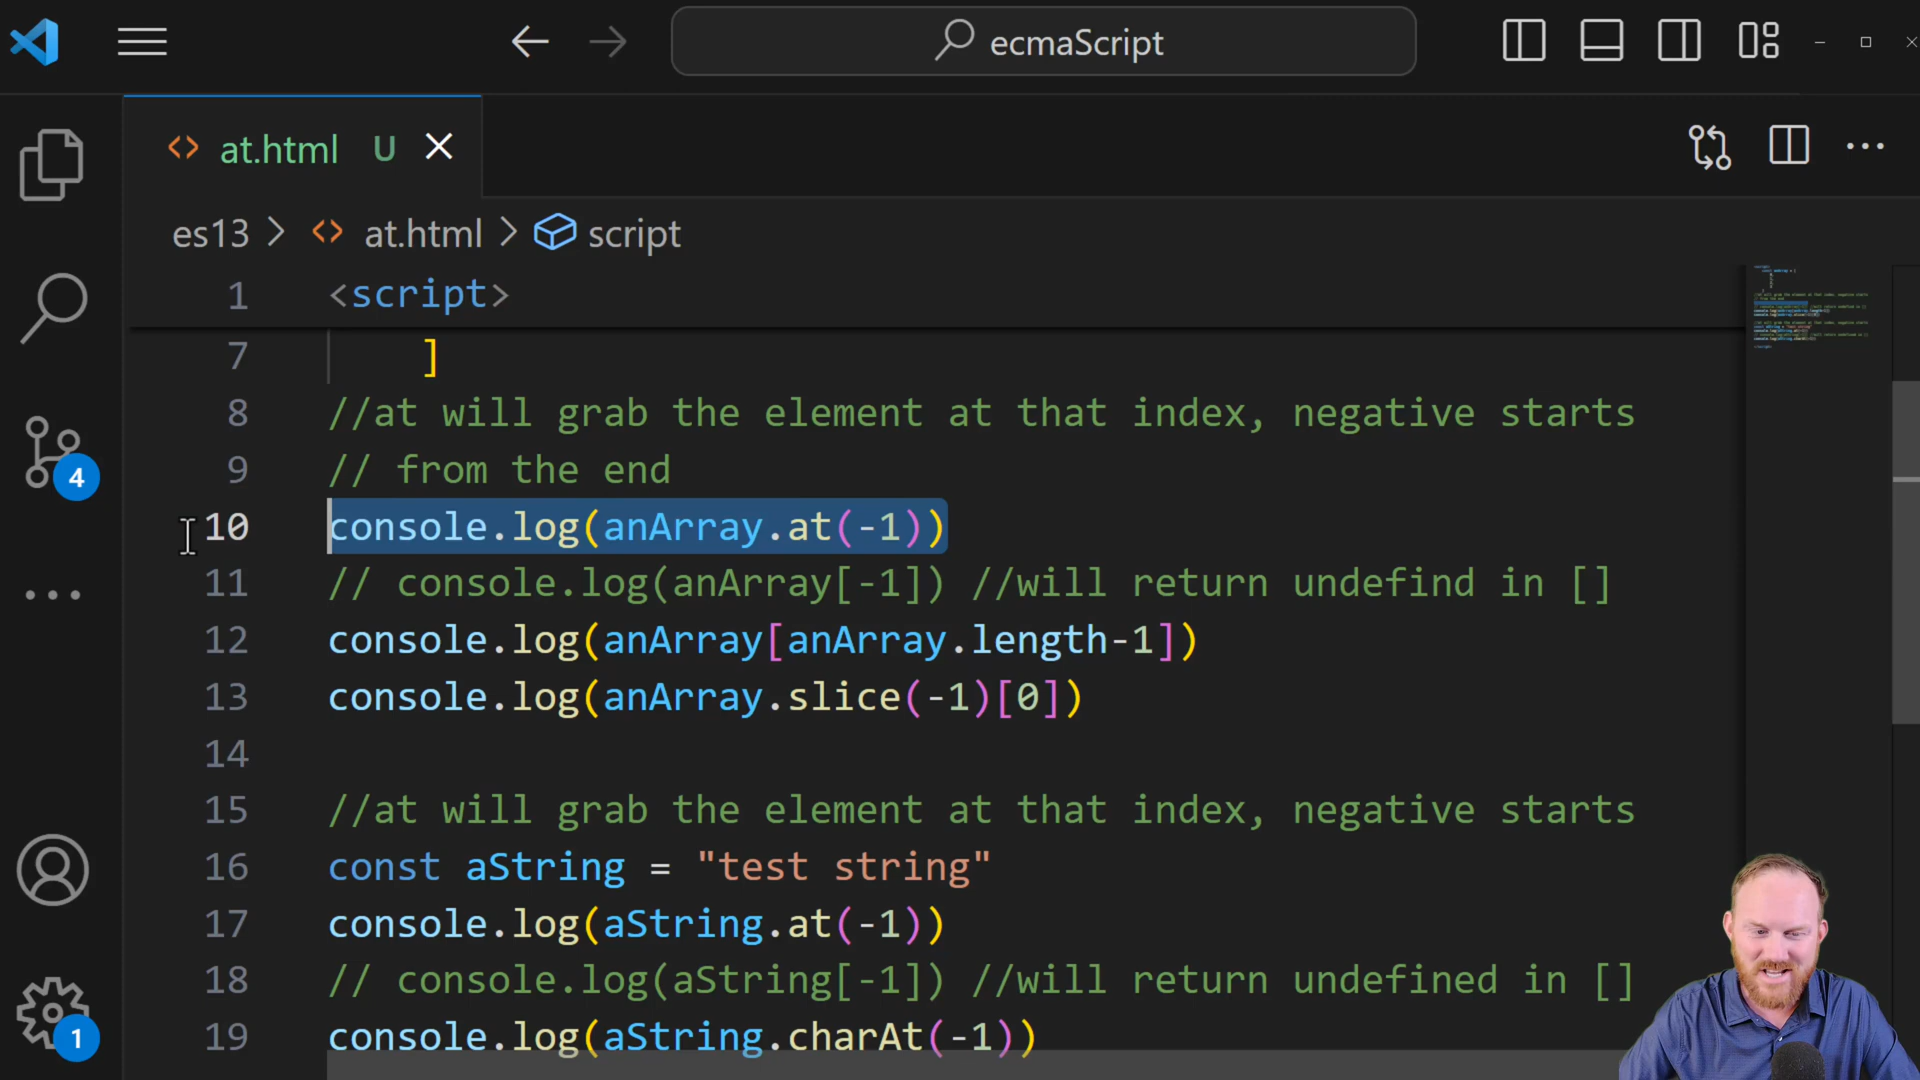 ecmaScript
at.html U
es13 > at.html > script
1 <script>
7 ]
8 //at will grab the element at that index, negative starts
9 // from the end
10 console.log(anArray.at(-1))
11 // console.log(anArray[-1]) //will return undefind in []
12 console.log(anArray[anArray.length-1])
13 console.log(anArray.slice(-1)[0])
14
15 //at will grab the element at that index, negative starts
16 const aString = "test string"
17 console.log(aString.at(-1))
18 // console.log(aString[-1]) //will return undefined in []
19 console.log(aString.charAt(-1))
4
1